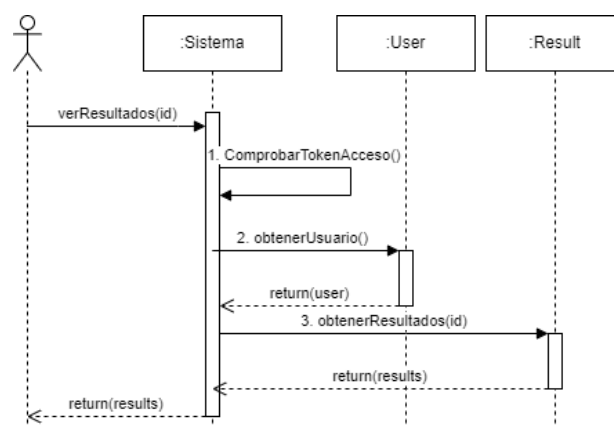 :Sistema
:User
:Result
verResultados(id)
1. ComprobarTokenAcceso()
2. obtenerUsuario()
return(user)
3. obtenerResultados(id)
return(results)
return(results)